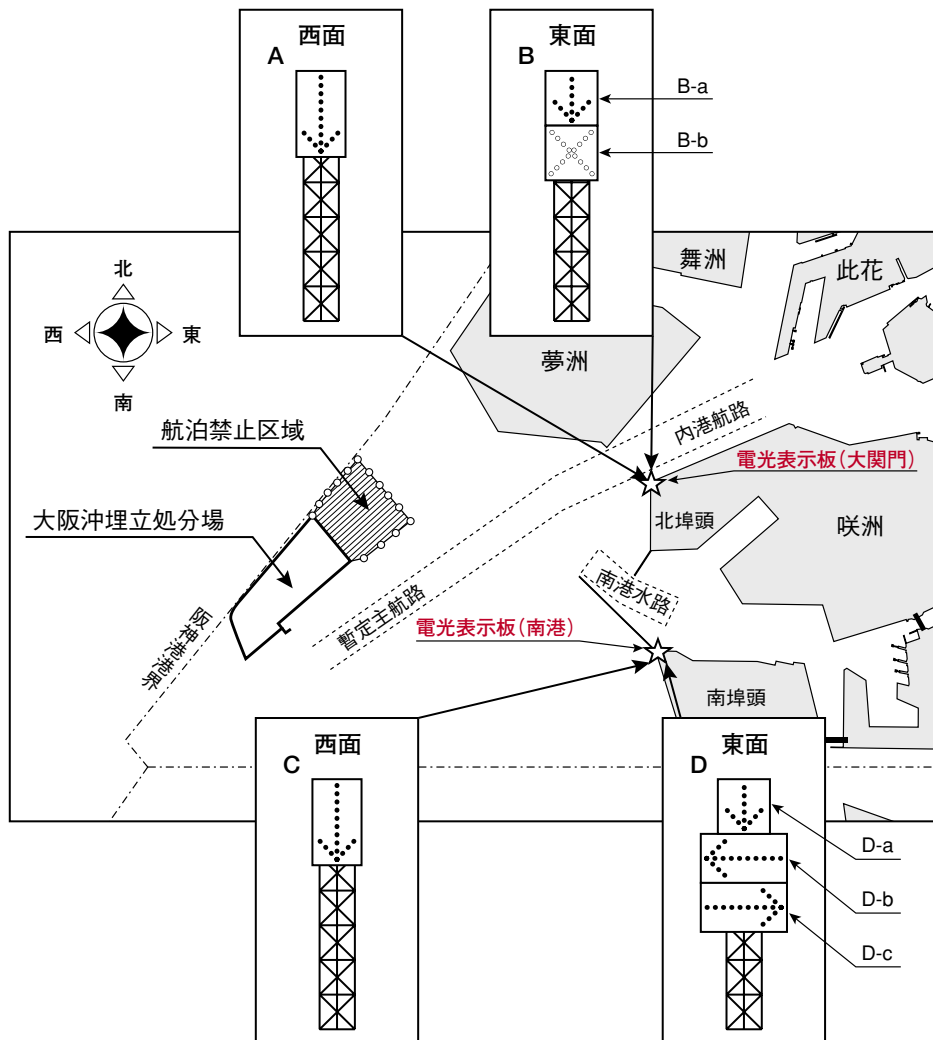 西面
A
東面
B
B-a
B-b
北
西
東
南
舞洲
此花
夢洲
航泊禁止区域
内港航路
電光表示板(大関門)
大阪沖埋立処分場
北埠頭
咲洲
南港水路
暫定主航路
電光表示板(南港)
阪神港港界
南埠頭
西面
C
東面
D
D-a
D-b
D-c